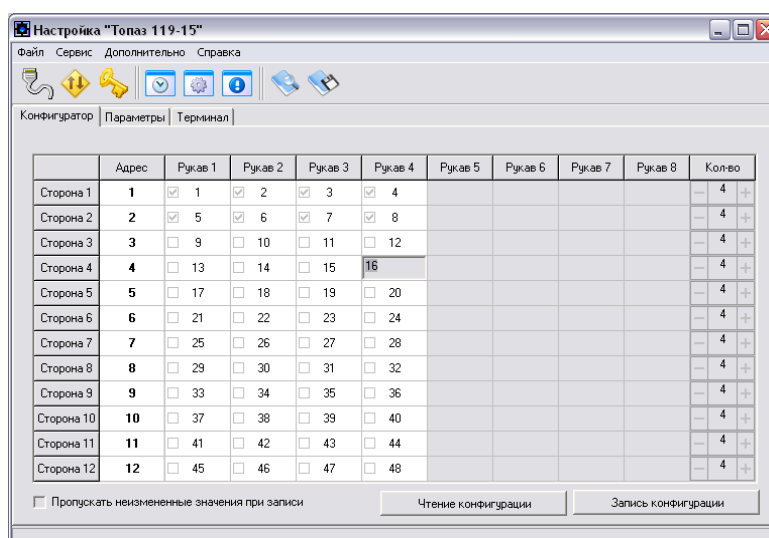 Настройка "Топаз 119-15"
Файл Сервис Дополнительно Справка
Конфигуратор Параметры Терминал
Адрес Рукав 1 Рукав 2 Рукав 3 Рукав 4 Рукав 5 Рукав 6 Рукав 7 Рукав 8 Кол-во
Сторона 1 1 1 2 3 4 − 4 +
Сторона 2 2 5 6 7 8 − 4 +
Сторона 3 3 9 10 11 12 − 4 +
Сторона 4 4 13 14 15 16 − 4 +
Сторона 5 5 17 18 19 20 − 4 +
Сторона 6 6 21 22 23 24 − 4 +
Сторона 7 7 25 26 27 28 − 4 +
Сторона 8 8 29 30 31 32 − 4 +
Сторона 9 9 33 34 35 36 − 4 +
Сторона 10 10 37 38 39 40 − 4 +
Сторона 11 11 41 42 43 44 − 4 +
Сторона 12 12 45 46 47 48 − 4 +
Пропускать неизмененные значения при записи Чтение конфигурации Запись конфигурации